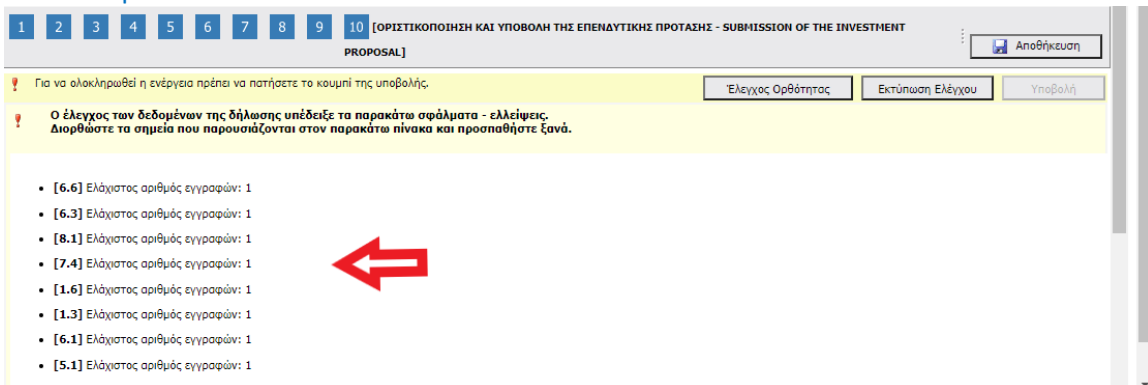 1 2 3 4 5 6 7 8 9 10 [ΟΡΙΣΤΙΚΟΠΟΙΗΣΗ ΚΑΙ ΥΠΟΒΟΛΗ ΤΗΣ ΕΠΕΝΔΥΤΙΚΗΣ ΠΡΟΤΑΣΗΣ - SUBMISSION OF THE INVESTMENT
PROPOSAL]
Αποθήκευση
Για να ολοκληρωθεί η ενέργεια πρέπει να πατήσετε το κουμπί της υποβολής.
Έλεγχος Ορθότητας Εκτύπωση Ελέγχου Υποβολή
Ο έλεγχος των δεδομένων της δήλωσης υπέδειξε τα παρακάτω σφάλματα - ελλείψεις.
Διορθώστε τα σημεία που παρουσιάζονται στον παρακάτω πίνακα και προσπαθήστε ξανά.
• [6.6] Ελάχιστος αριθμός εγγραφών: 1
• [6.3] Ελάχιστος αριθμός εγγραφών: 1
• [8.1] Ελάχιστος αριθμός εγγραφών: 1
• [7.4] Ελάχιστος αριθμός εγγραφών: 1
• [1.6] Ελάχιστος αριθμός εγγραφών: 1
• [1.3] Ελάχιστος αριθμός εγγραφών: 1
• [6.1] Ελάχιστος αριθμός εγγραφών: 1
• [5.1] Ελάχιστος αριθμός εγγραφών: 1